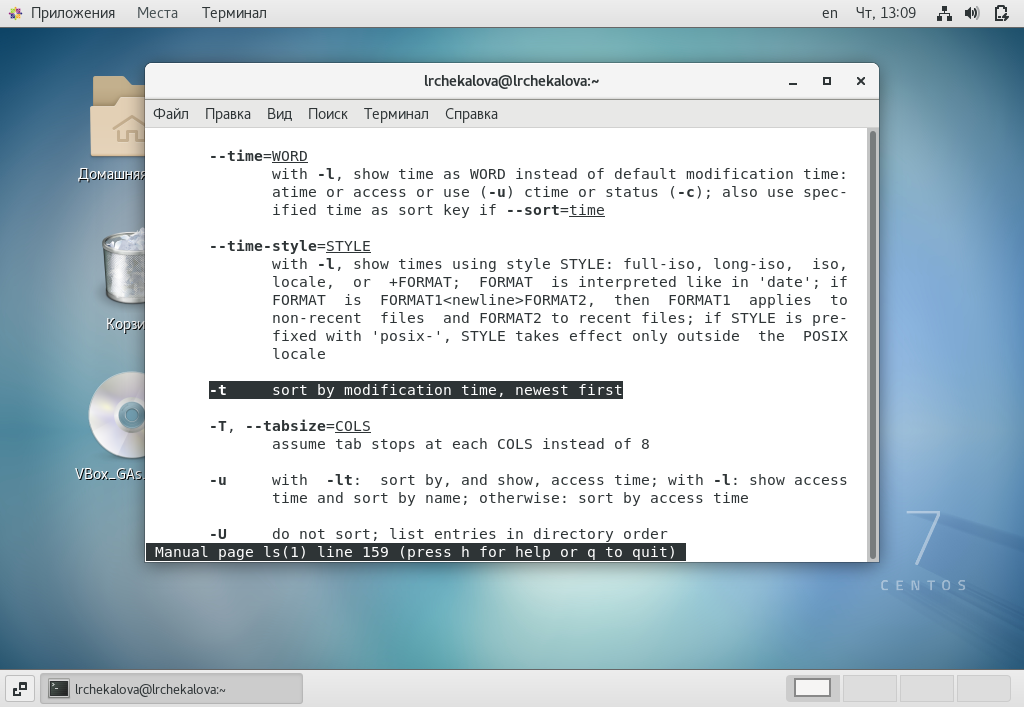 Приложения Места Терминал en Чт, 13:09
lrchekalova@lrchekalova:~
Файл Правка Вид Поиск Терминал Справка
--time=WORD
with -l, show time as WORD instead of default modification time:
atime or access or use (-u) ctime or status (-c); also use spec-
ified time as sort key if --sort=time
--time-style=STYLE
with -l, show times using style STYLE: full-iso, long-iso, iso,
locale, or +FORMAT; FORMAT is interpreted like in 'date'; if
FORMAT is FORMAT1<newline>FORMAT2, then FORMAT1 applies to
non-recent files and FORMAT2 to recent files; if STYLE is pre-
fixed with 'posix-', STYLE takes effect only outside the POSIX
locale
-t sort by modification time, newest first
-T, --tabsize=COLS
assume tab stops at each COLS instead of 8
-u with -lt: sort by, and show, access time; with -l: show access
time and sort by name; otherwise: sort by access time
-U do not sort; list entries in directory order
Manual page ls(1) line 159 (press h for help or q to quit)
Домашняя
Корзи
VBox_GAs.
7
CENTOS
lrchekalova@lrchekalova:~